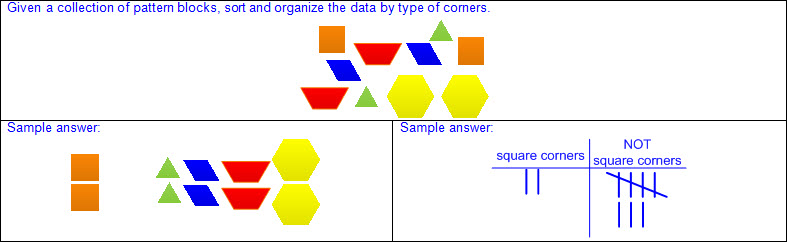 Given a collection of pattern blocks, sort and organize the data by type of corners.
Sample answer:
Sample answer:
square corners
NOT
square corners